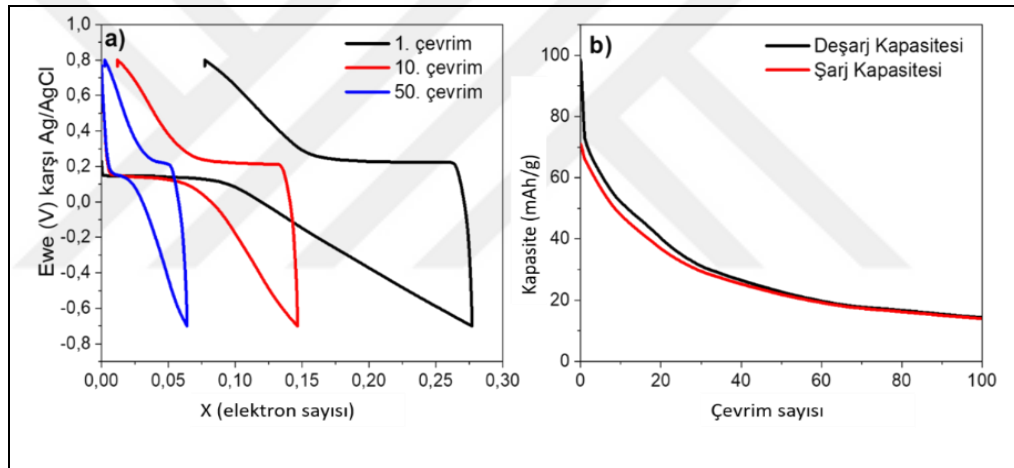 a)
1. çevrim
10. çevrim
50. çevrim
1,0
0,8
0,6
0,4
0,2
0,0
-0,2
-0,4
-0,6
-0,8
Ewe (V) karşı Ag/AgCl
0,00 0,05 0,10 0,15 0,20 0,25 0,30
X (elektron sayısı)
b)
Deşarj Kapasitesi
Şarj Kapasitesi
100
80
60
40
20
0
Kapasite (mAh/g)
0 20 40 60 80 100
Çevrim sayısı